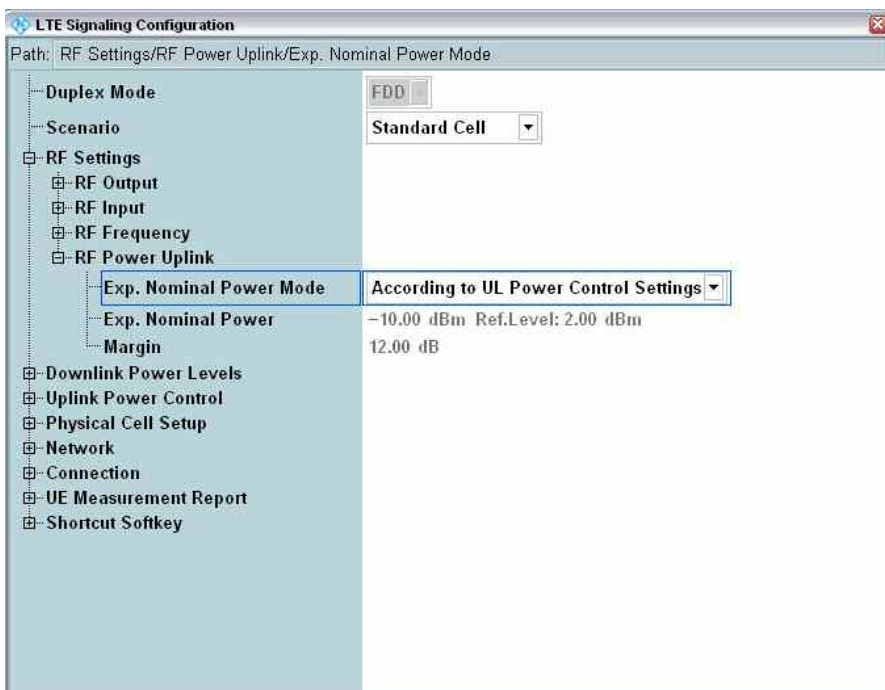 LTE Signaling Configuration
Path: RF Settings/RF Power Uplink/Exp. Nominal Power Mode
Duplex Mode FDD
Scenario Standard Cell
RF Settings
RF Output
RF Input
RF Frequency
RF Power Uplink
Exp. Nominal Power Mode According to UL Power Control Settings
Exp. Nominal Power −10.00 dBm Ref.Level: 2.00 dBm
Margin 12.00 dB
Downlink Power Levels
Uplink Power Control
Physical Cell Setup
Network
Connection
UE Measurement Report
Shortcut Softkey